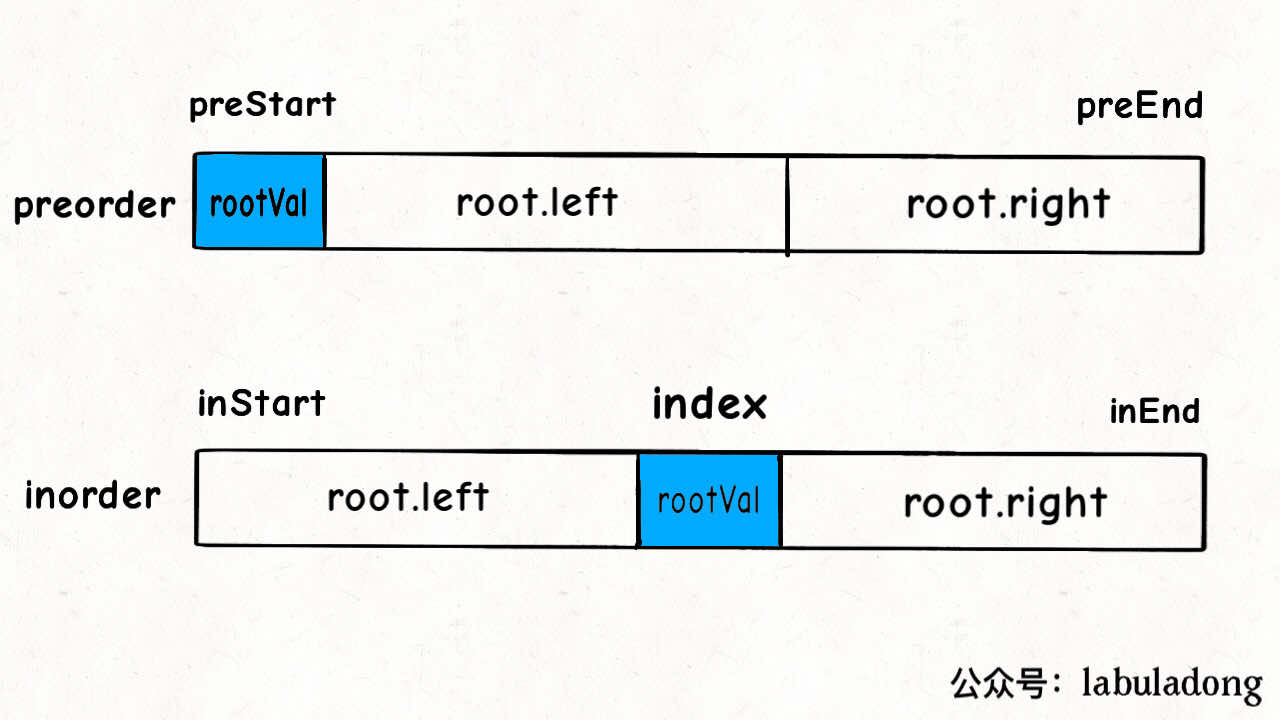 preStart preEnd
preorder rootVal root.left root.right
inStart index inEnd
inorder root.left rootVal root.right
公众号：labuladong